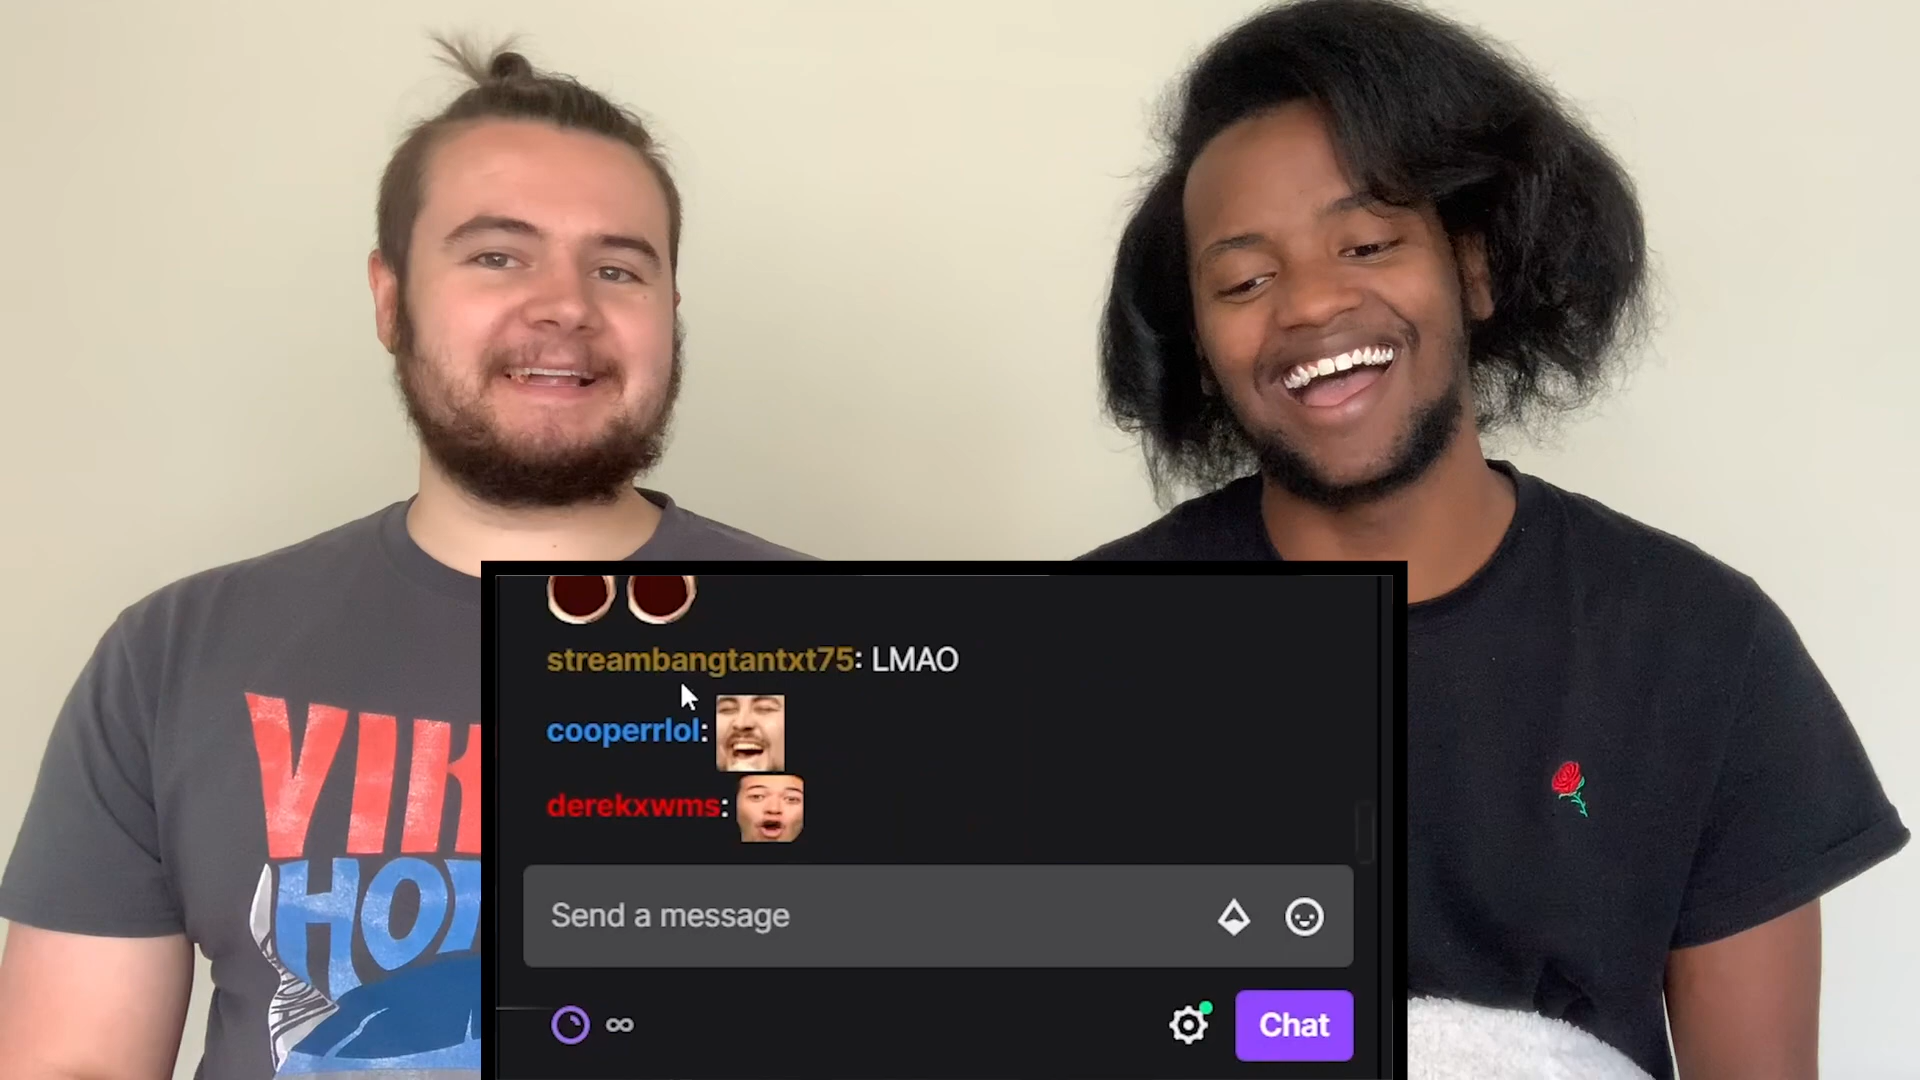 VIK
HO
streambangtantxt75: LMAO
cooperrlol:
derekxwms:
Send a message
Chat